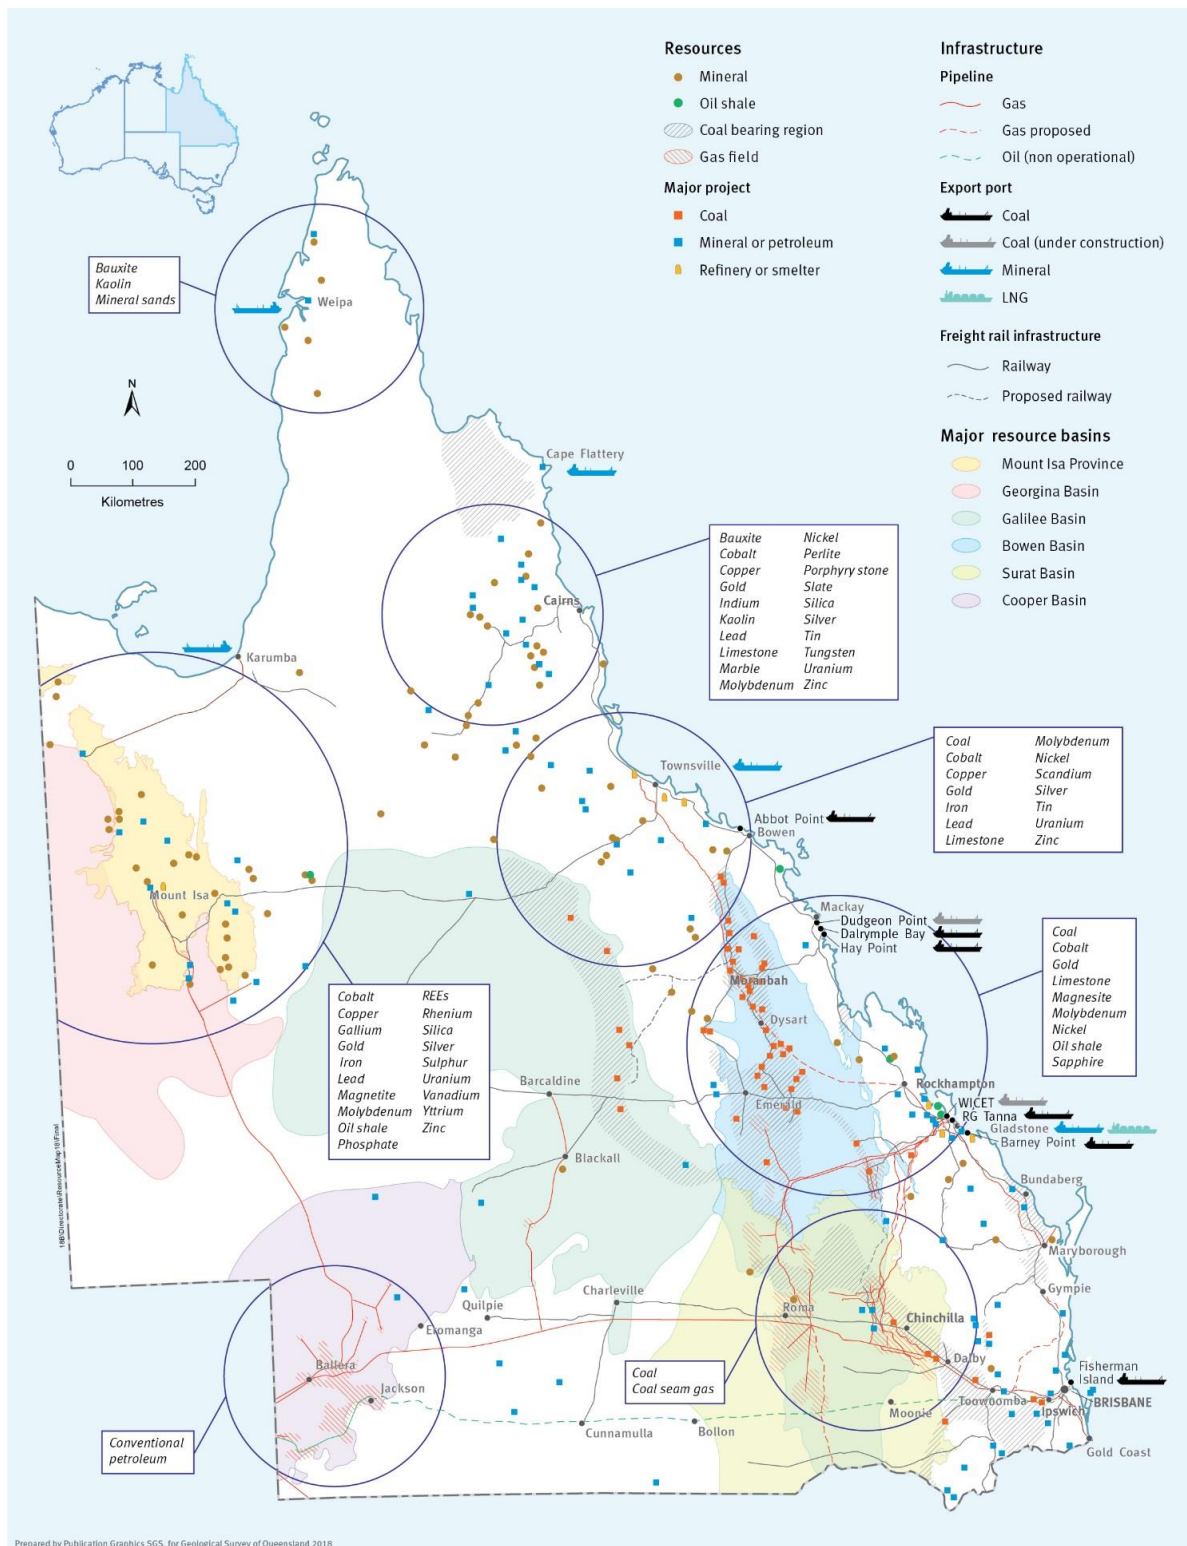 Resources
Mineral
Oil shale
Coal bearing region
Gas field
Major project
Coal
Mineral or petroleum
Refinery or smelter
Infrastructure
Pipeline
Gas
Gas proposed
Oil (non operational)
Export port
Coal
Coal (under construction)
Mineral
LNG
Freight rail infrastructure
Railway
Proposed railway
Major resource basins
Mount Isa Province
Georgina Basin
Galilee Basin
Bowen Basin
Surat Basin
Cooper Basin
Bauxite
Kaolin
Mineral sands
Weipa
N
0 100 200
Kilometres
Cape Flattery
Bauxite Nickel
Cobalt Perlite
Copper Porphyry stone
Gold Slate
Indium Silica
Kaolin Silver
Lead Tin
Limestone Tungsten
Marble Uranium
Molybdenum Zinc
Cairns
Karumba
Townsville
Coal Molybdenum
Cobalt Nickel
Copper Scandium
Gold Silver
Iron Tin
Lead Uranium
Limestone Zinc
Abbot Point
Bowen
Mount Isa
Mackay
Dudgeon Point
Dalrymple Bay
Hay Point
Coal
Cobalt
Gold
Limestone
Magnesite
Molybdenum
Nickel
Oil shale
Sapphire
Moranbah
Dysart
Cobalt REEs
Copper Rhenium
Gallium Silica
Gold Silver
Iron Sulphur
Lead Uranium
Magnetite Vanadium
Molybdenum Yttrium
Oil shale Zinc
Phosphate
Barcaldine
Emerald
Rockhampton
WICET
RG Tanna
Gladstone
Barney Point
Blackall
Bundaberg
Maryborough
Gympie
Charleville
Quilpie
Eromanga
Roma
Chinchilla
Dalby
Ballera
Jackson
Coal
Coal seam gas
Fisherman
Island
Toowoomba
Ipswich
BRISBANE
Moonie
Cunnamulla
Bollon
Gold Coast
Conventional
petroleum
18B\Directorate\ResourceMap18\Final
Prepared by Publication Graphics SGS, for Geological Survey of Queensland 2018